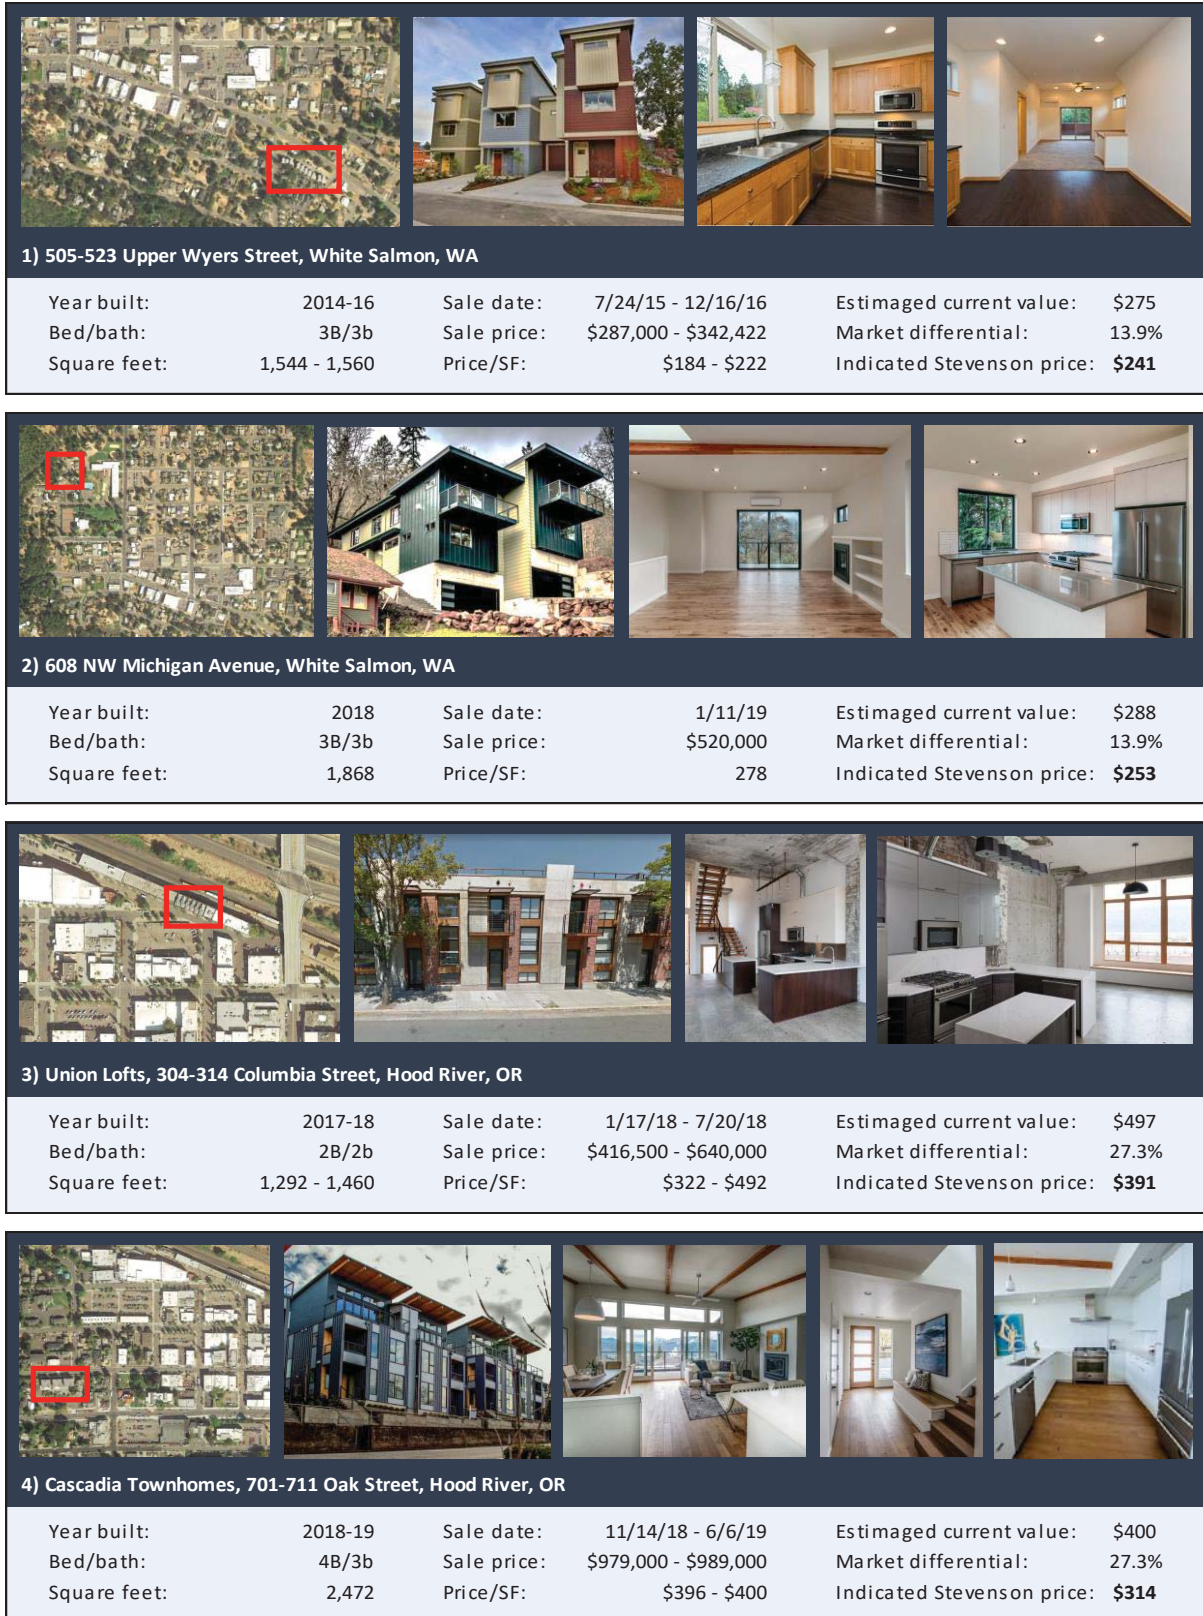 1) 505-523 Upper Wyers Street, White Salmon, WA
Year built: 2014-16 Sale date: 7/24/15 - 12/16/16 Estimaged current value: $275
Bed/bath: 3B/3b Sale price: $287,000 - $342,422 Market differential: 13.9%
Square feet: 1,544 - 1,560 Price/SF: $184 - $222 Indicated Stevenson price: $241
2) 608 NW Michigan Avenue, White Salmon, WA
Year built: 2018 Sale date: 1/11/19 Estimaged current value: $288
Bed/bath: 3B/3b Sale price: $520,000 Market differential: 13.9%
Square feet: 1,868 Price/SF: 278 Indicated Stevenson price: $253
3) Union Lofts, 304-314 Columbia Street, Hood River, OR
Year built: 2017-18 Sale date: 1/17/18 - 7/20/18 Estimaged current value: $497
Bed/bath: 2B/2b Sale price: $416,500 - $640,000 Market differential: 27.3%
Square feet: 1,292 - 1,460 Price/SF: $322 - $492 Indicated Stevenson price: $391
4) Cascadia Townhomes, 701-711 Oak Street, Hood River, OR
Year built: 2018-19 Sale date: 11/14/18 - 6/6/19 Estimaged current value: $400
Bed/bath: 4B/3b Sale price: $979,000 - $989,000 Market differential: 27.3%
Square feet: 2,472 Price/SF: $396 - $400 Indicated Stevenson price: $314